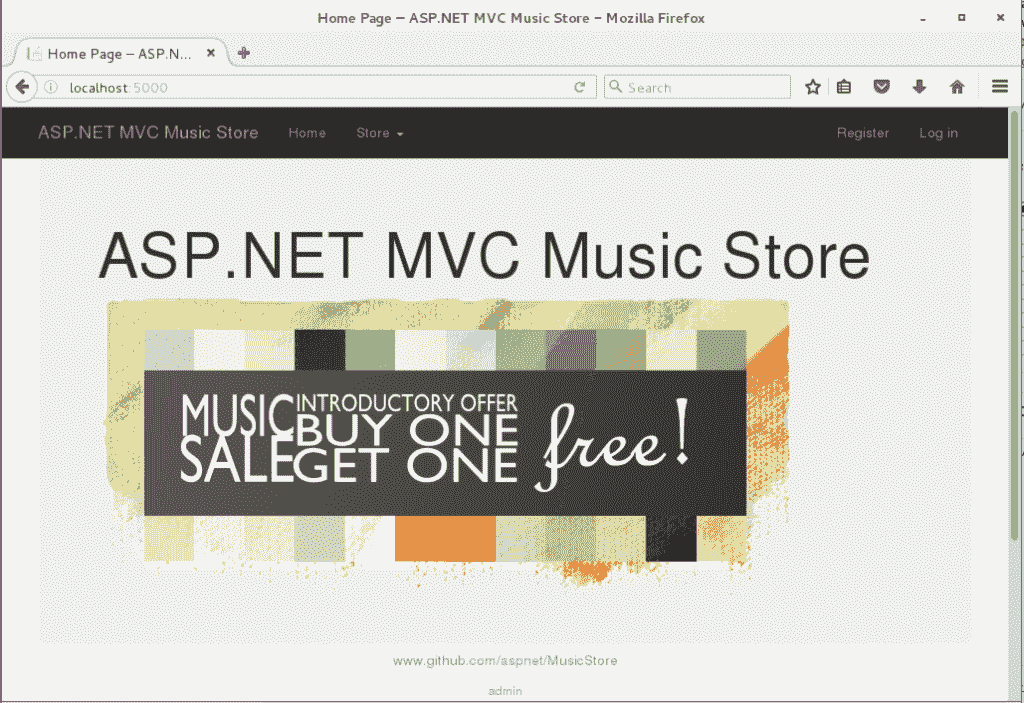 Home Page – ASP.NET MVC Music Store – Mozilla Firefox
Home Page – ASP.N...
localhost:5000
Search
ASP.NET MVC Music Store Home Store Register Log in
ASP.NET MVC Music Store
MUSIC SALE
INTRODUCTORY OFFER
BUY ONE
GET ONE
free!
www.github.com/aspnet/MusicStore
admin